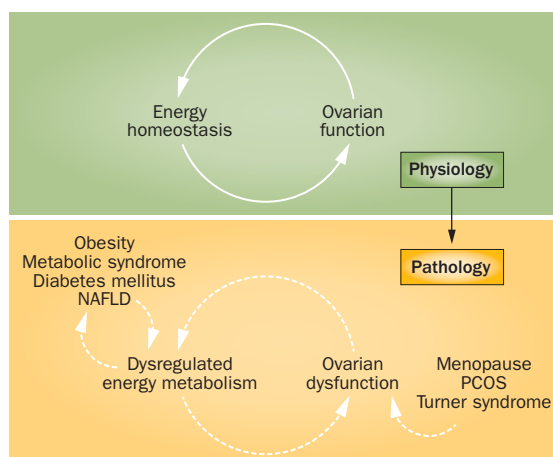 Energy
homeostasis
Ovarian
function
Physiology
Pathology
Obesity
Metabolic syndrome
Diabetes mellitus
NAFLD
Dysregulated
energy metabolism
Ovarian
dysfunction
Menopause
PCOS
Turner syndrome